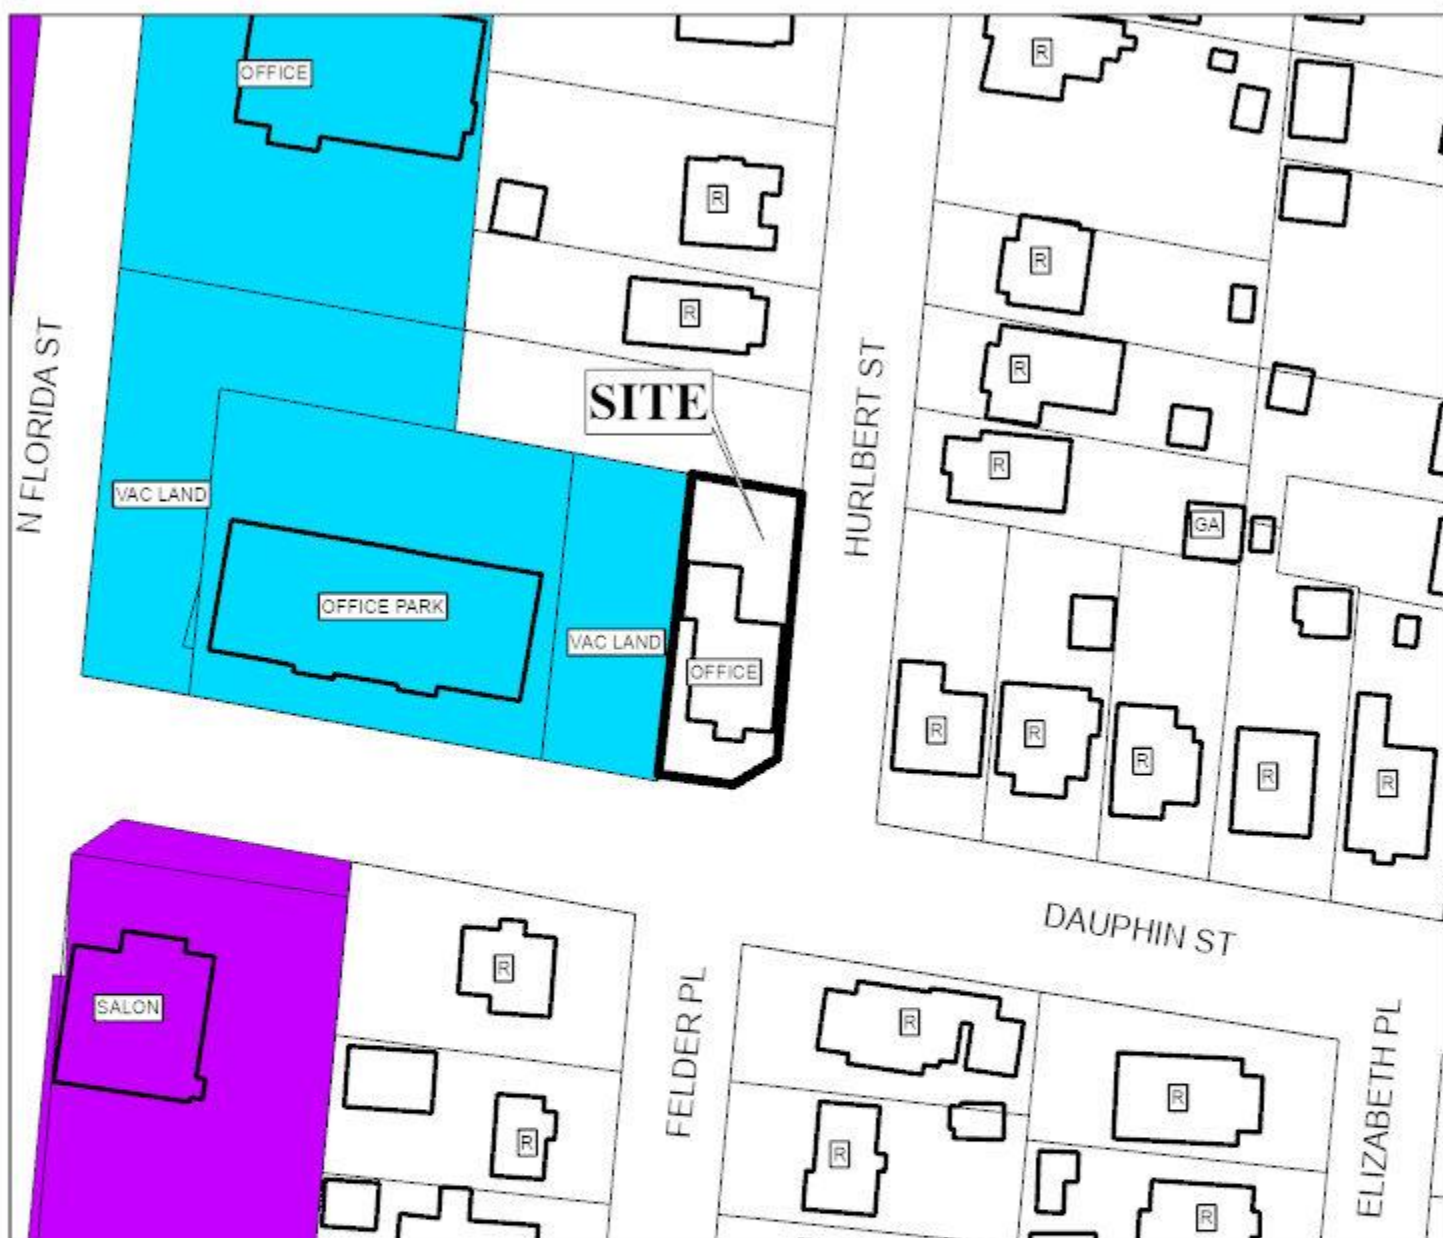 R
OFFICE
R
R
R
N FLORIDA ST
HURLBERT ST
R
SITE
R
VAC LAND
GA
OFFICE PARK
VAC LAND
OFFICE
R
R
R
R
R
DAUPHIN ST
R
SALON
R
FELDER PL
ELIZABETH PL
R
R
R
R